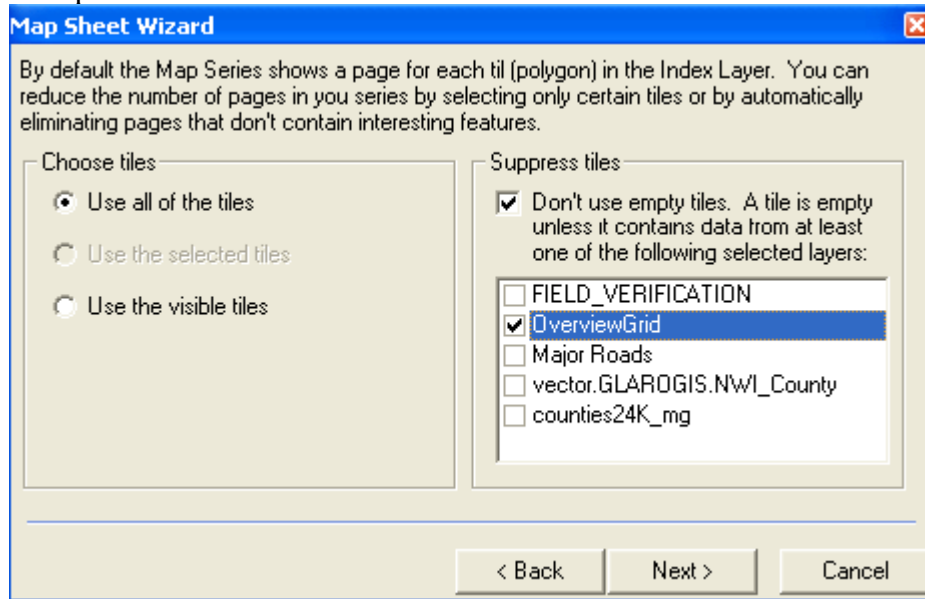 Map Sheet Wizard
By default the Map Series shows a page for each til (polygon) in the Index Layer. You can
reduce the number of pages in you series by selecting only certain tiles or by automatically
eliminating pages that don't contain interesting features.
Choose tiles
Use all of the tiles
Use the selected tiles
Use the visible tiles
Suppress tiles
Don't use empty tiles. A tile is empty
unless it contains data from at least
one of the following selected layers:
FIELD_VERIFICATION
OverviewGrid
Major Roads
vector.GLAROGIS.NWI_County
counties24K_mg
< Back
Next >
Cancel